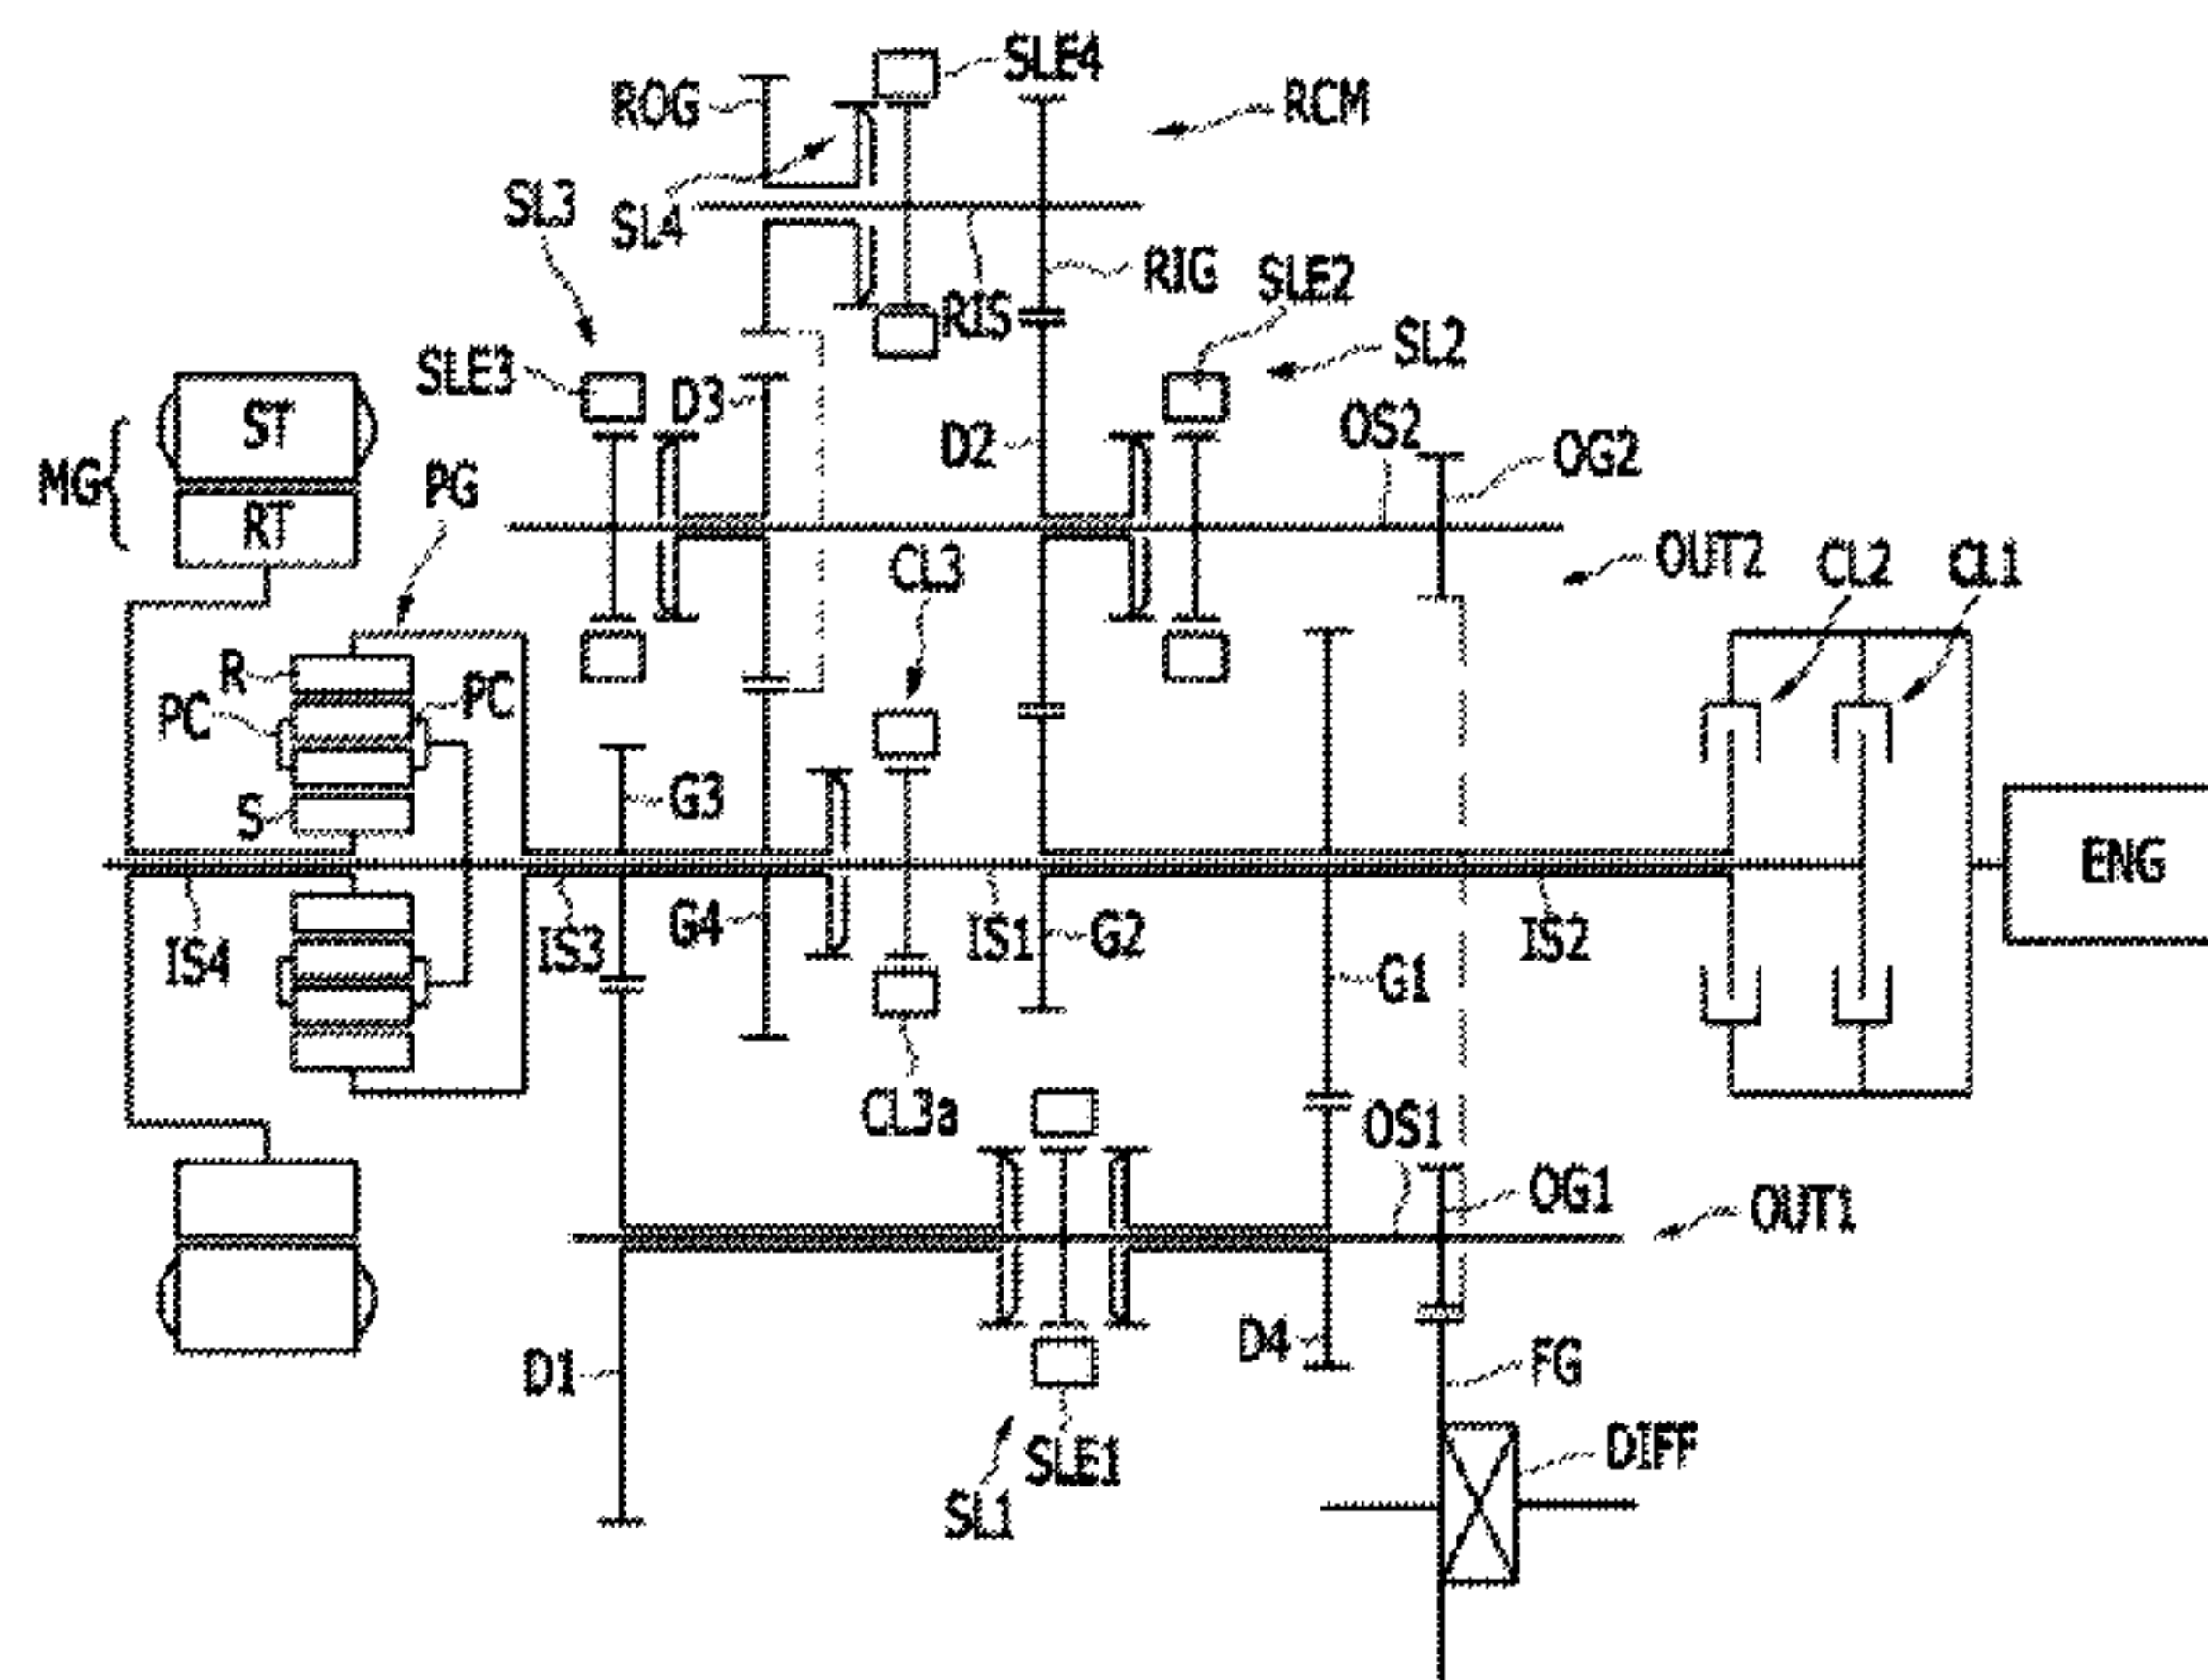 SLE4
ROG
RCM
SL3
SL4
RIG
SLE2
RIS
SLE3
SL2
D3
ST
OS2
D2
OG2
MG
PG
RT
OUT2
CL2
CL1
CL3
R
PC
PC
G3
S
ENG
G4
IS4
IS3
IS1
G2
IS2
G1
CL3a
OS1
OG1
OUT1
D4
D1
FG
SLE1
DIFF
SL1